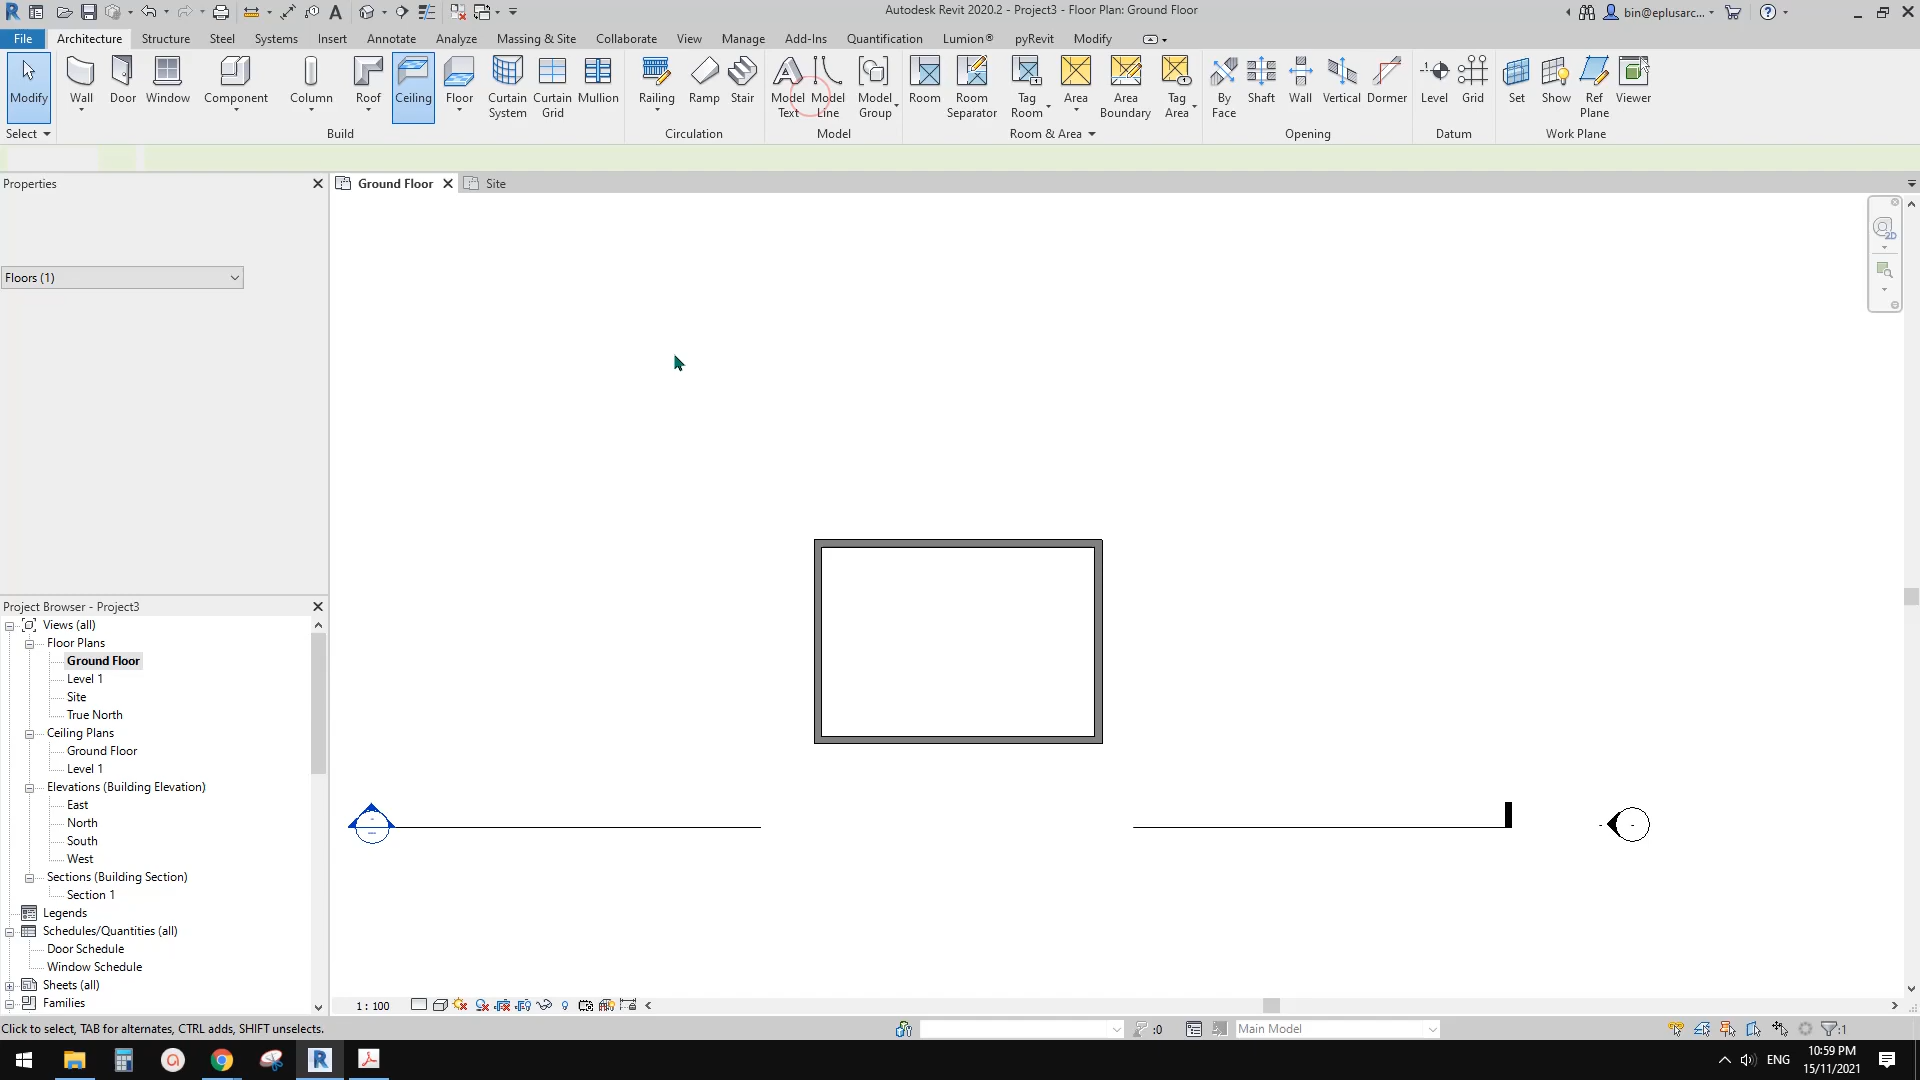 Autodesk Revit 2020.2 - Project3 - Floor Plan: Ground Floor
bin@eplusarc...
File Architecture Structure Steel Systems Insert Annotate Analyze Massing & Site Collaborate View Manage Add-Ins Quantification Lumion® pyRevit Modify
Modify Wall Door Window Component Column Roof Ceiling Floor Curtain System Curtain Grid Mullion Railing Ramp Stair Model Text Model Line Model Group Room Room Separator Tag Room Area Area Boundary Tag Area By Face Shaft Wall Vertical Dormer Level Grid Set Show Ref Plane Viewer
Select Build Circulation Model Room & Area Opening Datum Work Plane
Properties
Ground Floor Site
2D
Floors (1)
Project Browser - Project3
Views (all)
Floor Plans
Ground Floor
Level 1
Site
True North
Ceiling Plans
Ground Floor
Level 1
Elevations (Building Elevation)
East
North
South
West
Sections (Building Section)
Section 1
Legends
Schedules/Quantities (all)
Door Schedule
Window Schedule
Sheets (all)
Families
1 : 100
Click to select, TAB for alternates, CTRL adds, SHIFT unselects.
:0
Main Model
:1
ENG
10:59 PM
15/11/2021